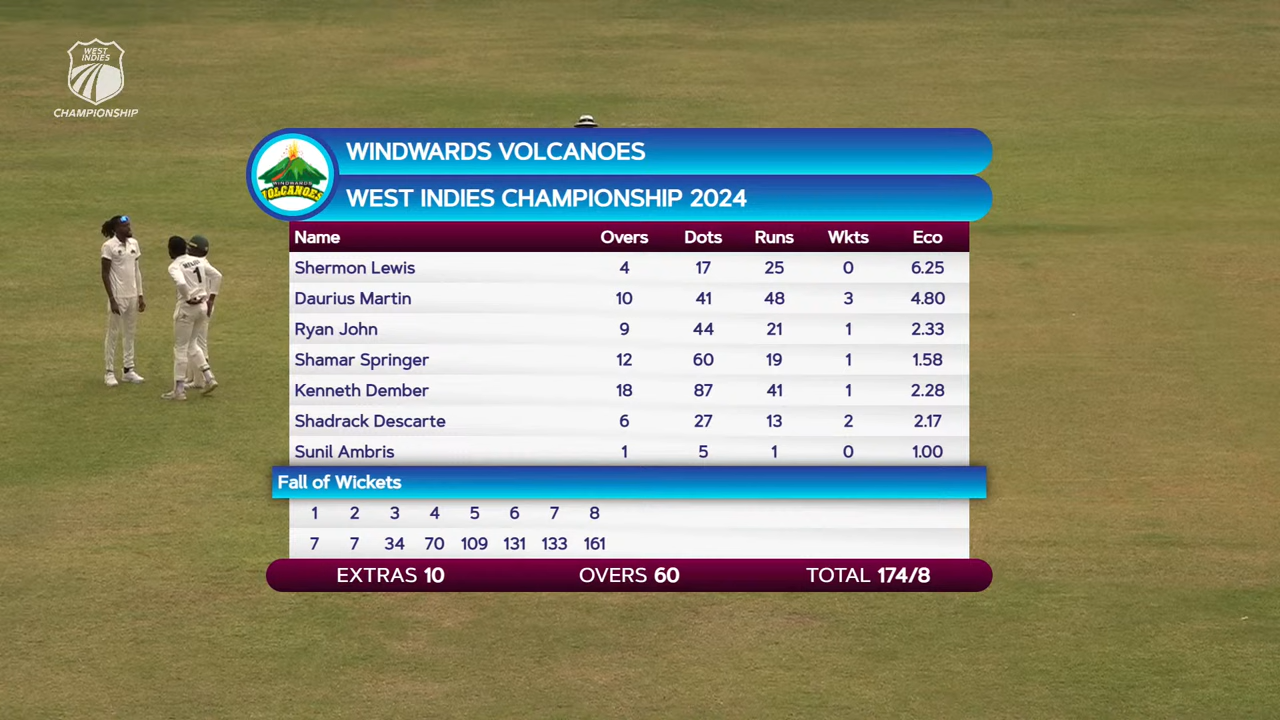 WEST
INDIES
CHAMPIONSHIP
WINDWARDS VOLCANOES
WINDWARDS
VOLCANOES
WEST INDIES CHAMPIONSHIP 2024
Name Overs Dots Runs Wkts Eco
Shermon Lewis 4 17 25 0 6.25
Daurius Martin 10 41 48 3 4.80
Ryan John 9 44 21 1 2.33
Shamar Springer 12 60 19 1 1.58
Kenneth Dember 18 87 41 1 2.28
Shadrack Descarte 6 27 13 2 2.17
Sunil Ambris 1 5 1 0 1.00
Fall of Wickets
1 2 3 4 5 6 7 8
7 7 34 70 109 131 133 161
EXTRAS 10 OVERS 60 TOTAL 174/8
1